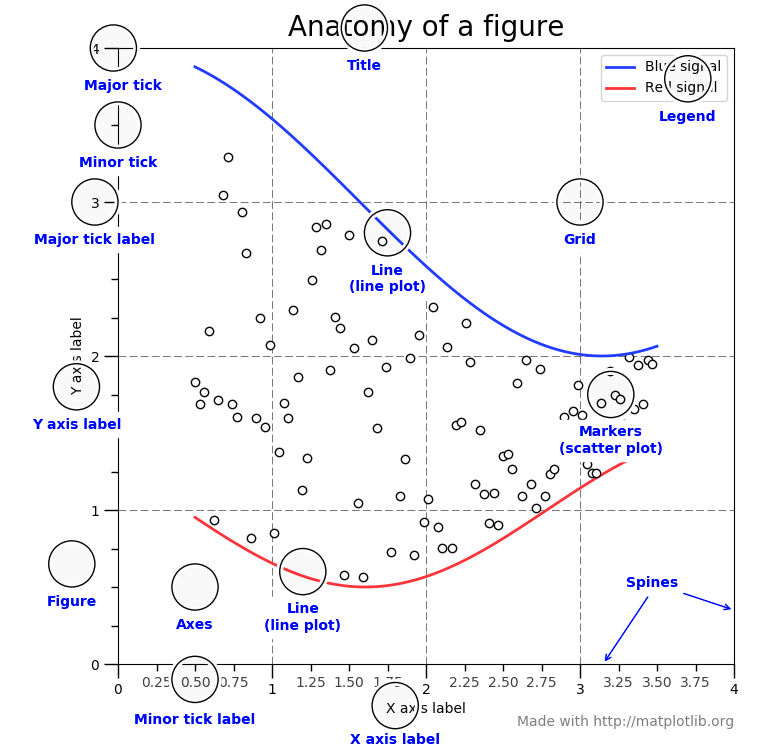 Anatomy of a figure
Title
4
Major tick
Blue signal
Red signal
Legend
Minor tick
3
Major tick label
Grid
Line
(line plot)
2
Y axis label
Y axis label
Markers
(scatter plot)
1
Figure
Axes
Line
(line plot)
Spines
0
0 0.25 0.50 0.75 1 1.25 1.50 1.75 2 2.25 2.50 2.75 3 3.25 3.50 3.75 4
Minor tick label
X axis label
X axis label
Made with http://matplotlib.org